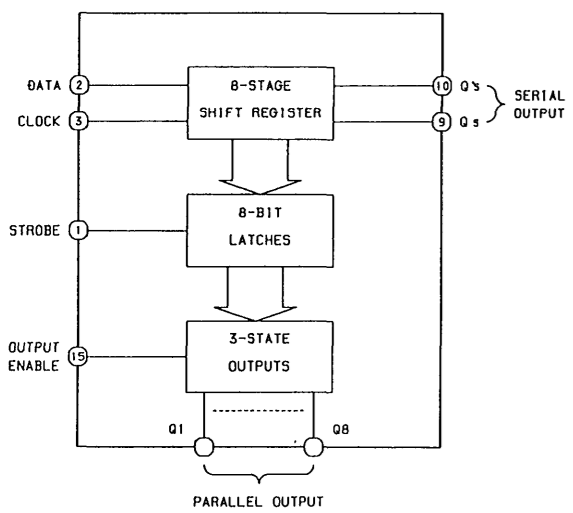 DATA
2
8-STAGE
SHIFT REGISTER
10
Q's
CLOCK
3
9
Qs
SERIAL
OUTPUT
STROBE
1
8-BIT
LATCHES
OUTPUT
ENABLE
15
3-STATE
OUTPUTS
Q1
Q8
PARALLEL OUTPUT